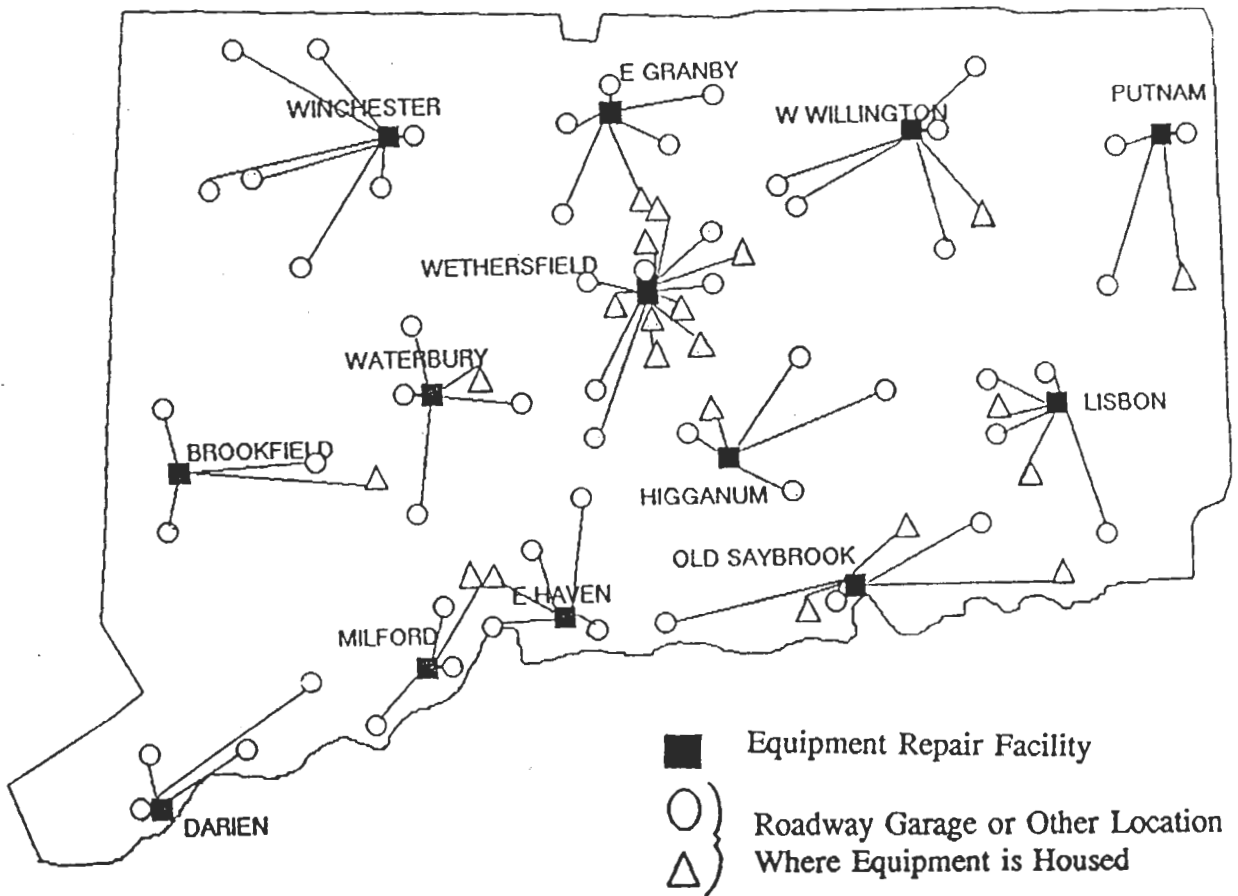 E GRANBY
PUTNAM
WINCHESTER
W WILLINGTON
WETHERSFIELD
WATERBURY
LISBON
BROOKFIELD
HIGGANUM
OLD SAYBROOK
E HAVEN
MILFORD
DARIEN
Equipment Repair Facility
Roadway Garage or Other Location
Where Equipment is Housed